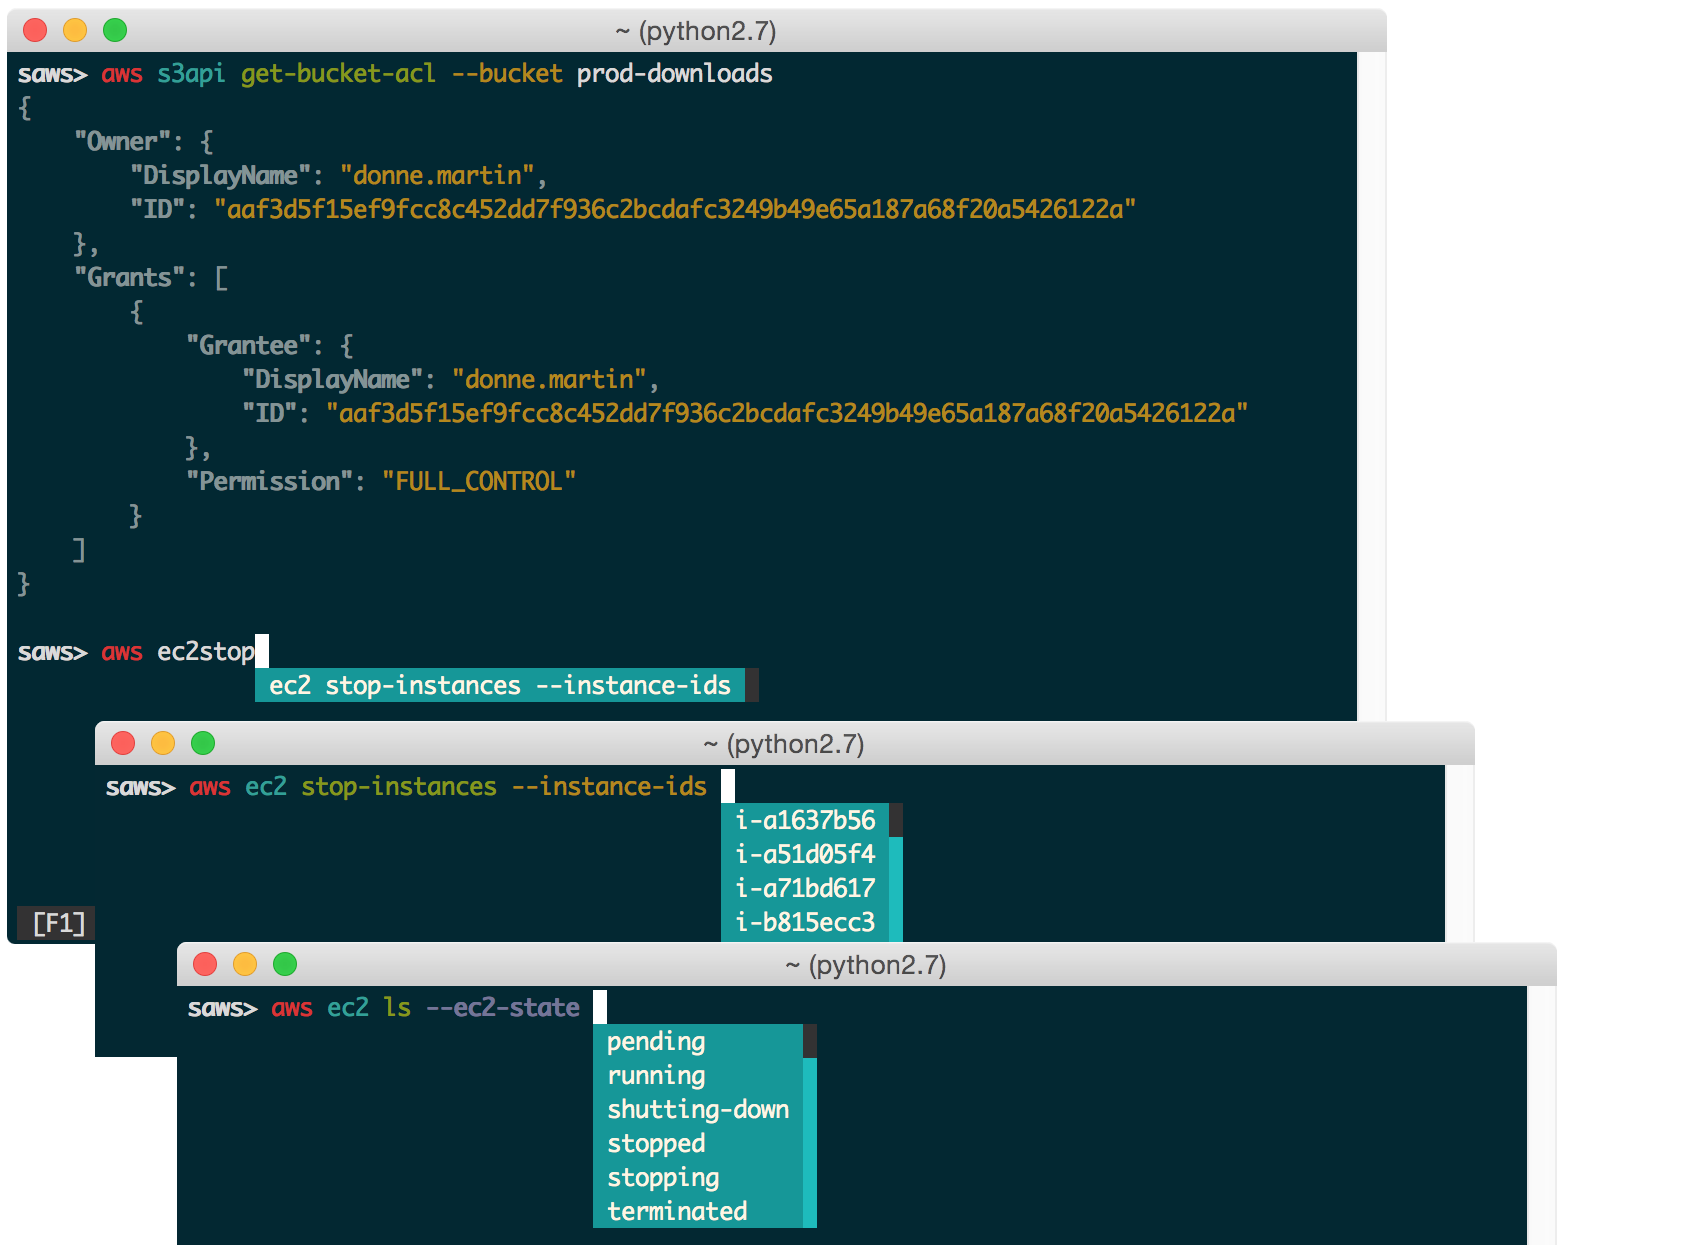 ~ (python2.7)
saws> aws s3api get-bucket-acl --bucket prod-downloads
{
    "Owner": {
        "DisplayName": "donne.martin",
        "ID": "aaf3d5f15ef9fcc8c452dd7f936c2bcdafc3249b49e65a187a68f20a5426122a"
    },
    "Grants": [
        {
            "Grantee": {
                "DisplayName": "donne.martin",
                "ID": "aaf3d5f15ef9fcc8c452dd7f936c2bcdafc3249b49e65a187a68f20a5426122a"
            },
            "Permission": "FULL_CONTROL"
        }
    ]
}
saws> aws ec2stop
ec2 stop-instances --instance-ids
~ (python2.7)
saws> aws ec2 stop-instances --instance-ids
i-a1637b56
i-a51d05f4
i-a71bd617
i-b815ecc3
[F1]
~ (python2.7)
saws> aws ec2 ls --ec2-state
pending
running
shutting-down
stopped
stopping
terminated